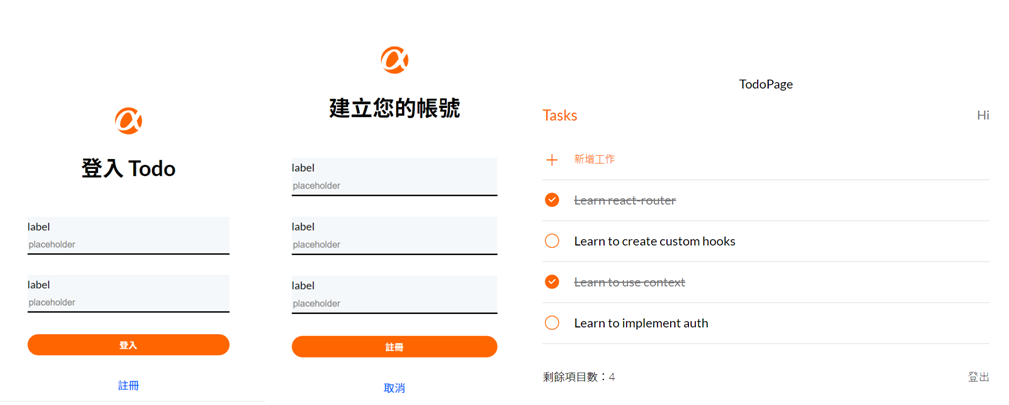 登入 Todo
label
placeholder
label
placeholder
登入
註冊
建立您的帳號
label
placeholder
label
placeholder
label
placeholder
註冊
取消
TodoPage
Tasks
Hi
新增工作
Learn react-router
Learn to create custom hooks
Learn to use context
Learn to implement auth
剩餘項目數：4
登出